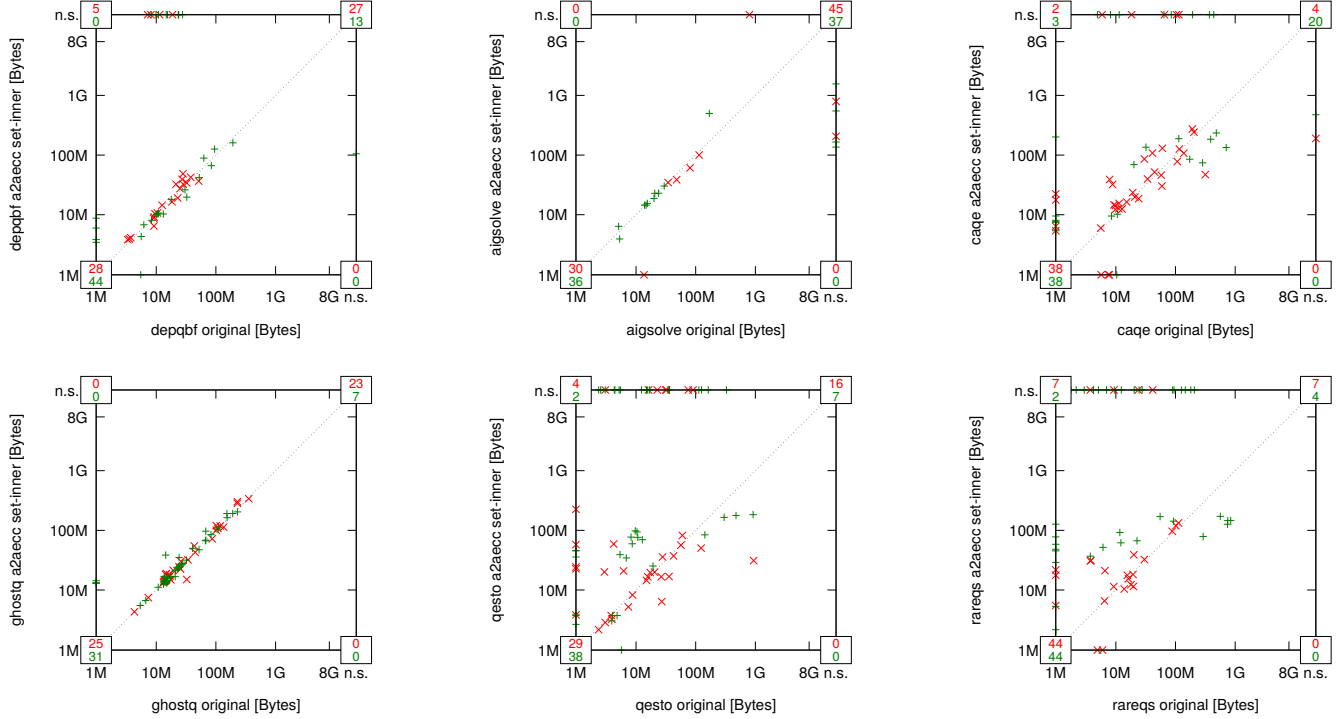 depqbf a2aecc set-inner [Bytes]
n.s.
8G
1G
100M
10M
1M
5
0
27
13
28
44
0
0
1M 10M 100M 1G 8G n.s.
depqbf original [Bytes]
aigsolve a2aecc set-inner [Bytes]
n.s.
8G
1G
100M
10M
1M
0
0
45
37
30
36
0
0
1M 10M 100M 1G 8G n.s.
aigsolve original [Bytes]
caqe a2aecc set-inner [Bytes]
n.s.
8G
1G
100M
10M
1M
2
3
4
20
38
38
0
0
1M 10M 100M 1G 8G n.s.
caqe original [Bytes]
ghostq a2aecc set-inner [Bytes]
n.s.
8G
1G
100M
10M
1M
0
0
23
7
25
31
0
0
1M 10M 100M 1G 8G n.s.
ghostq original [Bytes]
qesto a2aecc set-inner [Bytes]
n.s.
8G
1G
100M
10M
1M
4
2
16
7
29
38
0
0
1M 10M 100M 1G 8G n.s.
qesto original [Bytes]
rareqs a2aecc set-inner [Bytes]
n.s.
8G
1G
100M
10M
1M
7
2
7
4
44
44
0
0
1M 10M 100M 1G 8G n.s.
rareqs original [Bytes]